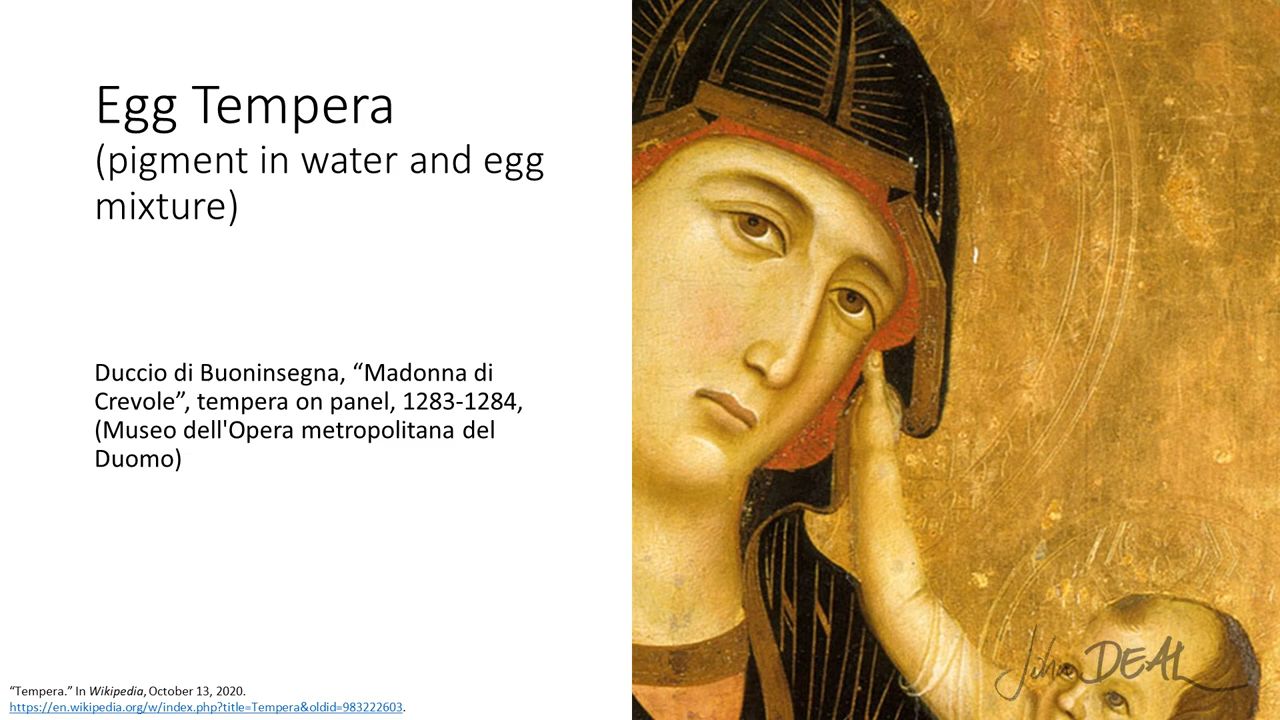 Egg Tempera
(pigment in water and egg
mixture)
Duccio di Buoninsegna, “Madonna di
Crevole”, tempera on panel, 1283-1284,
(Museo dell'Opera metropolitana del
Duomo)
“Tempera.” In Wikipedia, October 13, 2020.
https://en.wikipedia.org/w/index.php?title=Tempera&oldid=983222603.
John DEAL